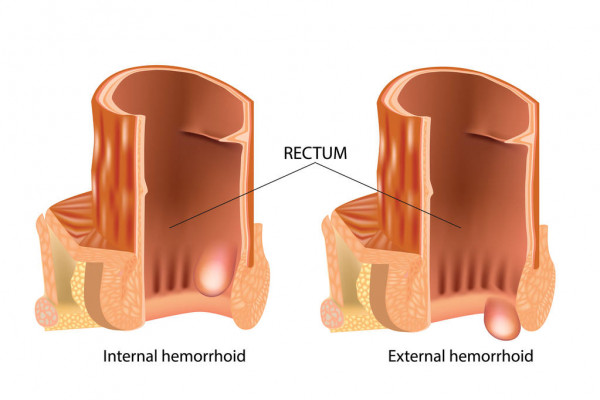 RECTUM
Internal hemorrhoid
External hemorrhoid